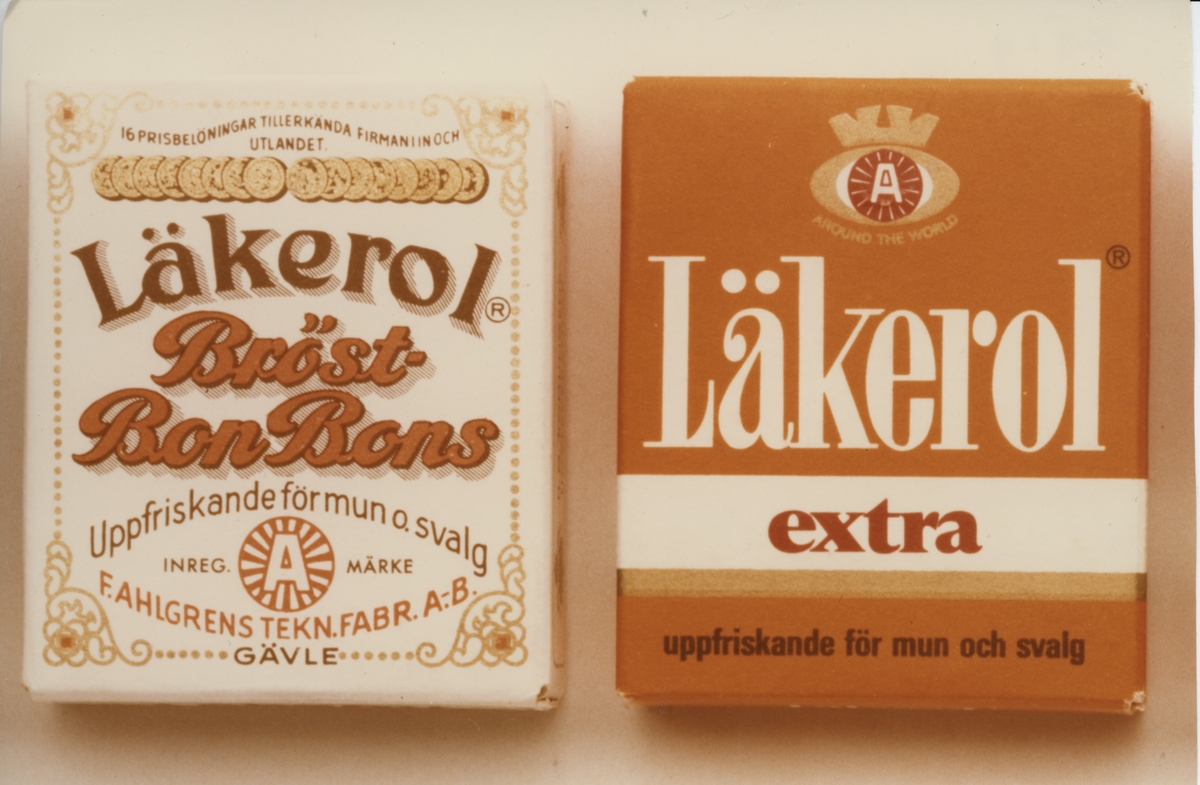 16 PRISBELÖNINGAR TILLERKÄNDA FIRMAN I IN OCH
UTLANDET.
Läkerol®
Bröst-
BonBons
Uppfriskande för mun o. svalg
INREG. A MÄRKE
F. AHLGRENS TEKN. FABR. A.-B.
GÄVLE
A
AROUND THE WORLD
Läkerol®
extra
uppfriskande för mun och svalg